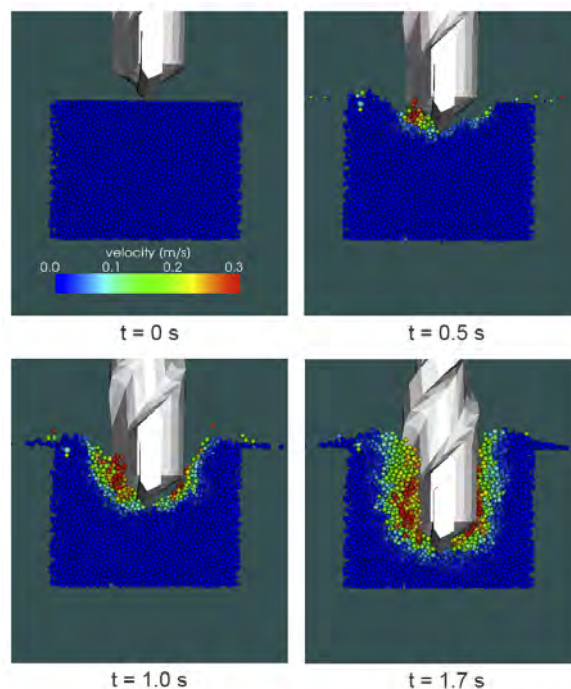 velocity (m/s)
0.0 0.1 0.2 0.3
t = 0 s
t = 0.5 s
t = 1.0 s
t = 1.7 s